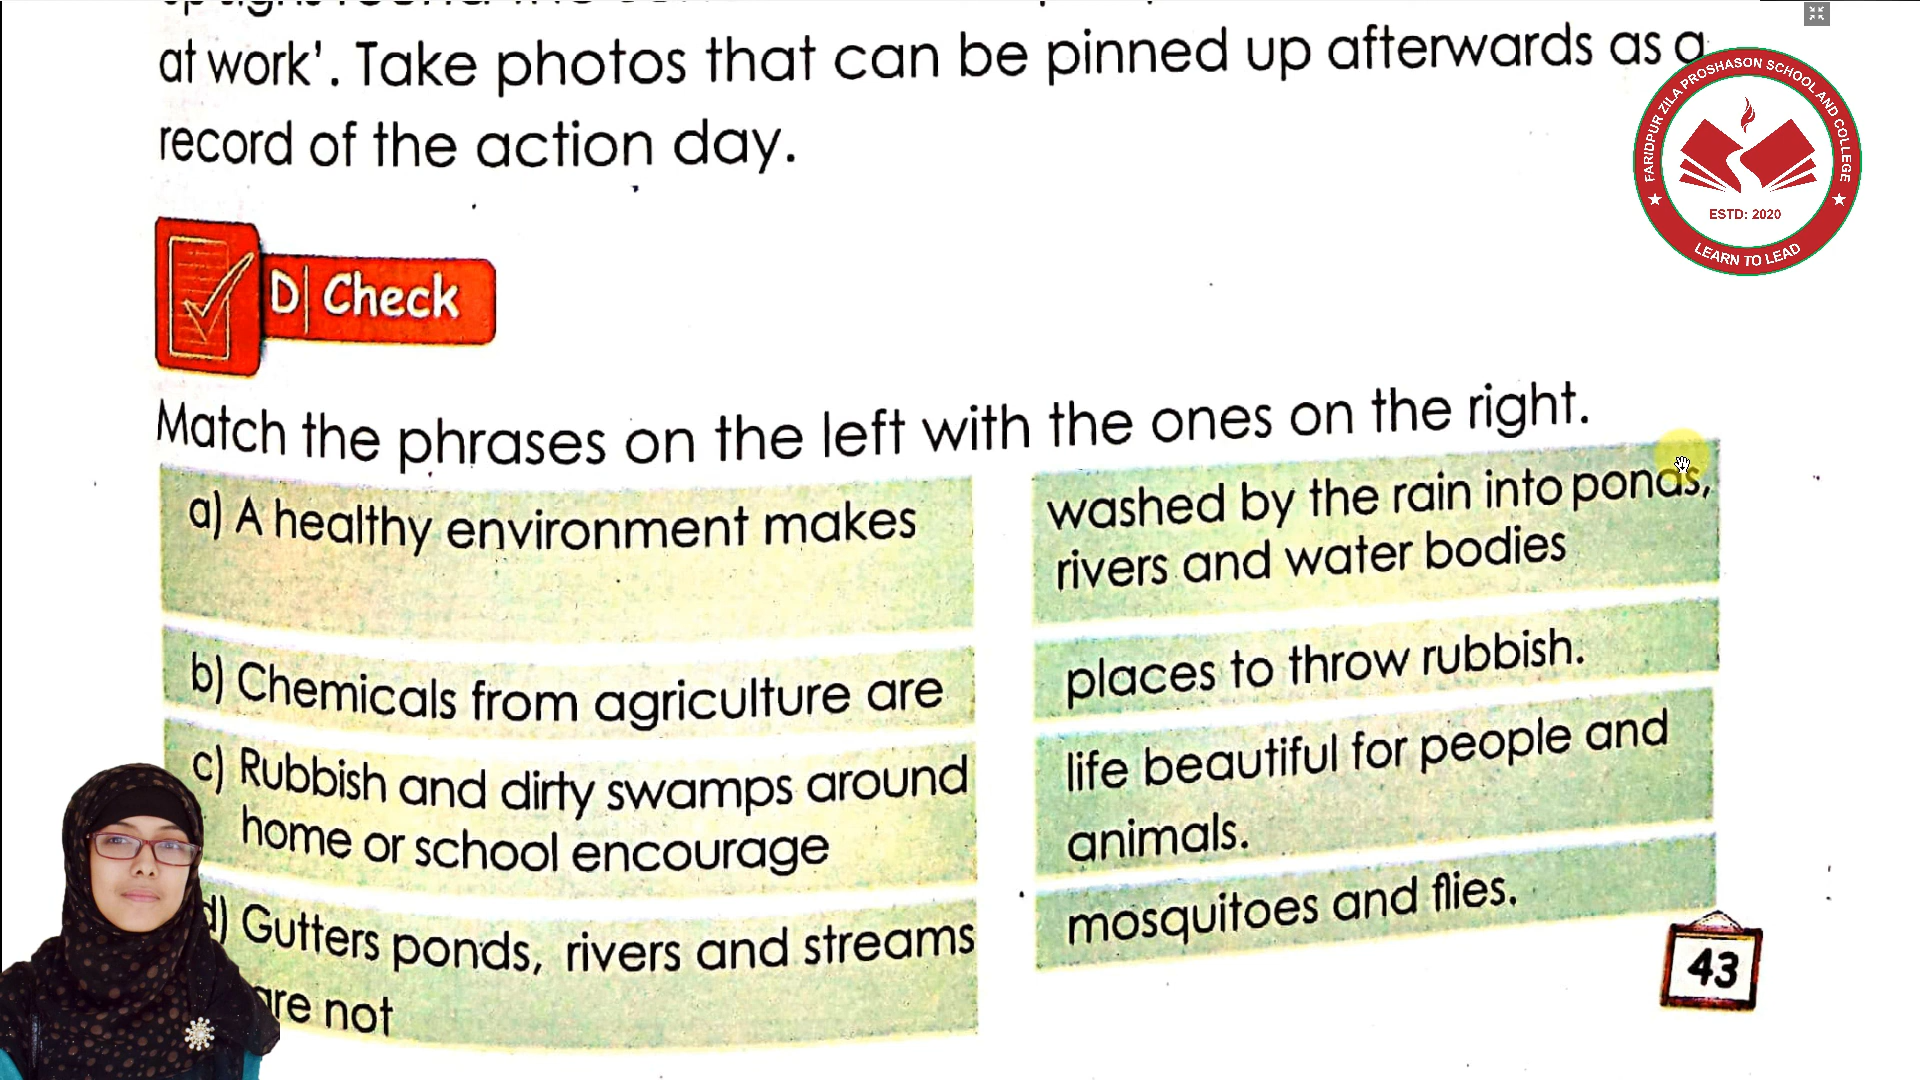 at work'. Take photos that can be pinned up afterwards as a
record of the action day.
FARIDPUR ZILA PROSHASON SCHOOL AND COLLEGE
ESTD: 2020
LEARN TO LEAD
D| Check
Match the phrases on the left with the ones on the right.
a) A healthy environment makes
b) Chemicals from agriculture are
c) Rubbish and dirty swamps around
home or school encourage
d) Gutters ponds, rivers and streams
are not
washed by the rain into ponds,
rivers and water bodies
places to throw rubbish.
life beautiful for people and
animals.
mosquitoes and flies.
43